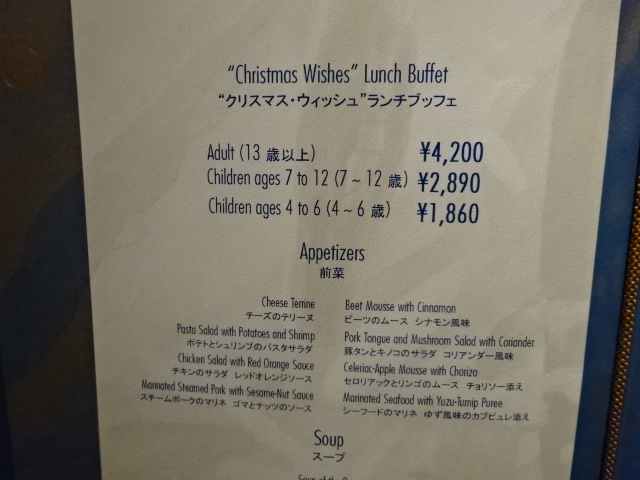 “Christmas Wishes” Lunch Buffet
“クリスマス・ウィッシュ”ランチブッフェ
Adult (13 歳以上) ¥4,200
Children ages 7 to 12 (7 ~ 12 歳) ¥2,890
Children ages 4 to 6 (4 ~ 6 歳) ¥1,860
Appetizers
前菜
Cheese Terrine
チーズのテリーヌ
Pasta Salad with Potatoes and Shrimp
ポテトとシュリンプのパスタサラダ
Chicken Salad with Red Orange Sauce
チキンのサラダ レッドオレンジソース
Marinated Steamed Pork with Sesame-Nut Sauce
スチームポークのマリネ ゴマとナッツのソース
Beet Mousse with Cinnamon
ビーツのムース シナモン風味
Pork Tongue and Mushroom Salad with Coriander
豚タンとキノコのサラダ コリアンダー風味
Celeriac-Apple Mousse with Chorizo
セロリアックとリンゴのムース チョリソー添え
Marinated Seafood with Yuzu-Turnip Puree
シーフードのマリネ ゆず風味のカブピュレ添え
Soup
スープ
Soup of the